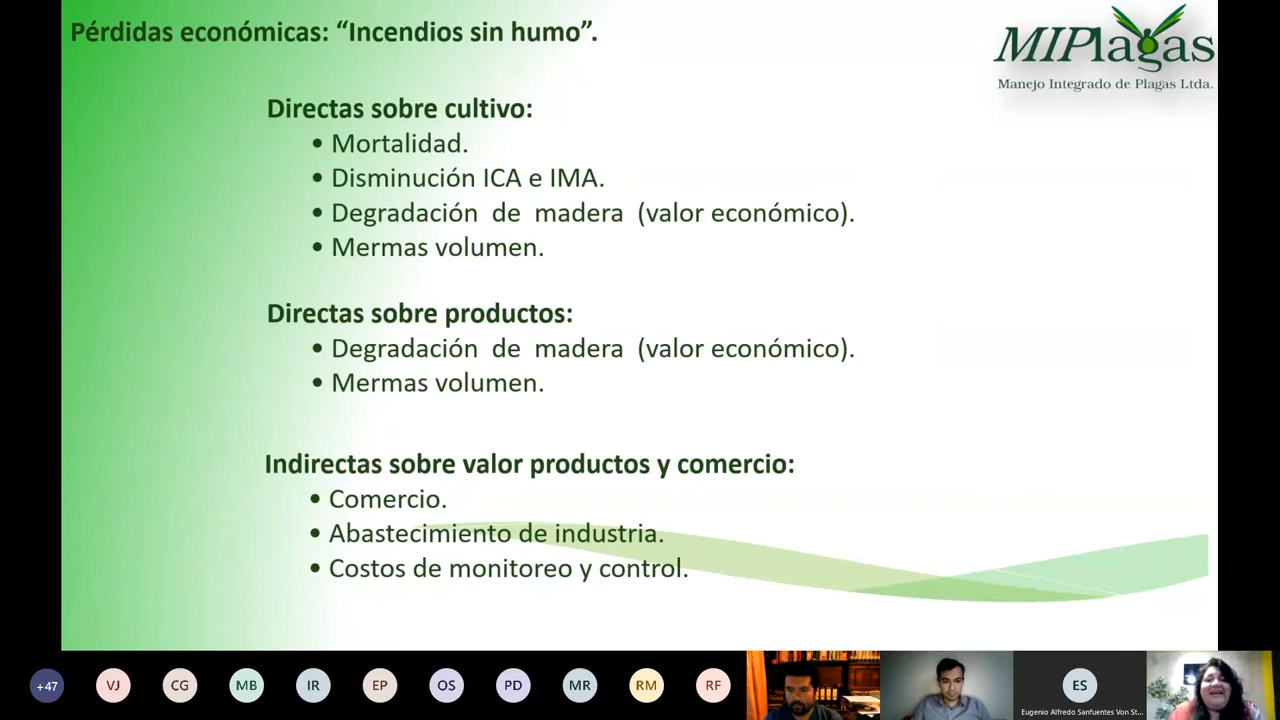 Pérdidas económicas: “Incendios sin humo”.
MIPlagas
Manejo Integrado de Plagas Ltda.
Directas sobre cultivo:
• Mortalidad.
• Disminución ICA e IMA.
• Degradación de madera (valor económico).
• Mermas volumen.
Directas sobre productos:
• Degradación de madera (valor económico).
• Mermas volumen.
Indirectas sobre valor productos y comercio:
• Comercio.
• Abastecimiento de industria.
• Costos de monitoreo y control.
+47 VJ CG MB IR EP OS PD MR RM RF ES
Eugenio Alfredo Sanfuentes Von St...